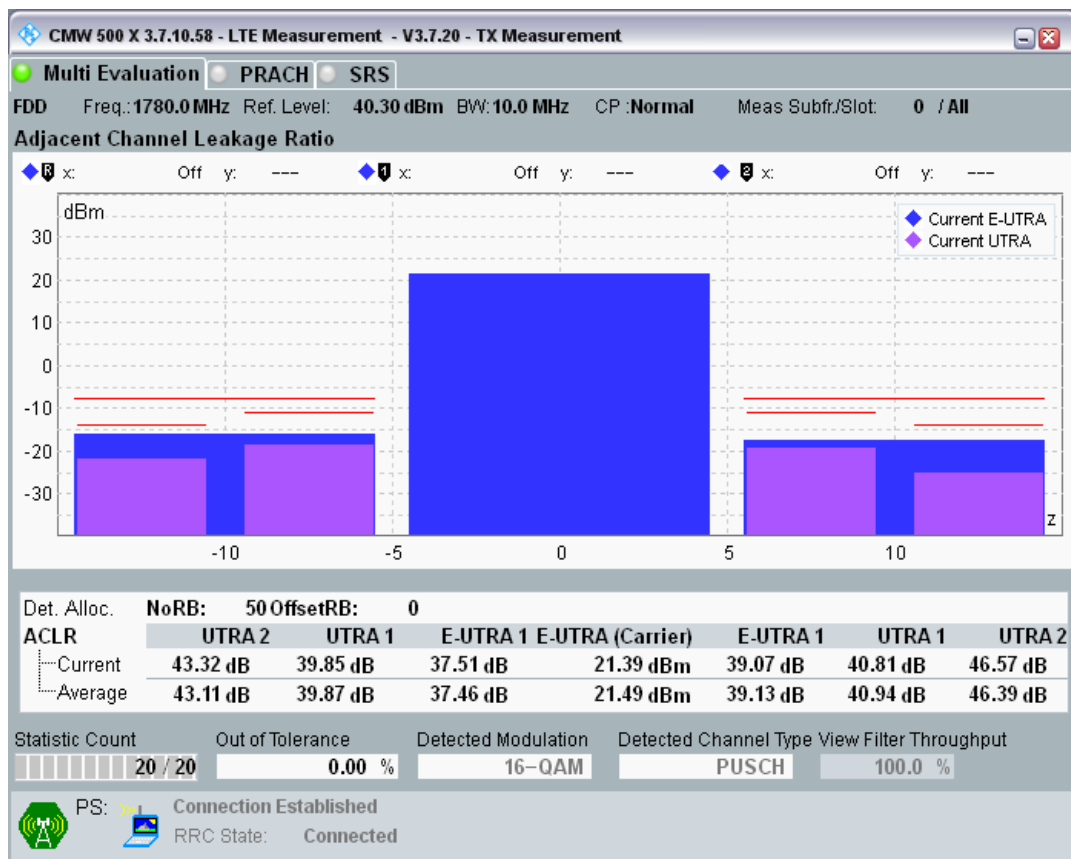 CMW 500 X 3.7.10.58 - LTE Measurement - V3.7.20 - TX Measurement
Multi Evaluation PRACH SRS
FDD Freq.: 1780.0 MHz Ref. Level: 40.30 dBm BW: 10.0 MHz CP :Normal Meas Subfr./Slot: 0 / All
Adjacent Channel Leakage Ratio
R x: Off y: --- 1 x: Off y: --- 2 x: Off y: ---
dBm
Current E-UTRA
Current UTRA
30
20
10
0
-10
-20
-30
z
-10 -5 0 5 10
Det. Alloc. NoRB: 50 OffsetRB: 0
ACLR UTRA 2 UTRA 1 E-UTRA 1 E-UTRA (Carrier) E-UTRA 1 UTRA 1 UTRA 2
Current 43.32 dB 39.85 dB 37.51 dB 21.39 dBm 39.07 dB 40.81 dB 46.57 dB
Average 43.11 dB 39.87 dB 37.46 dB 21.49 dBm 39.13 dB 40.94 dB 46.39 dB
Statistic Count Out of Tolerance Detected Modulation Detected Channel Type View Filter Throughput
20 / 20 0.00 % 16-QAM PUSCH 100.0 %
PS: Connection Established
RRC State: Connected